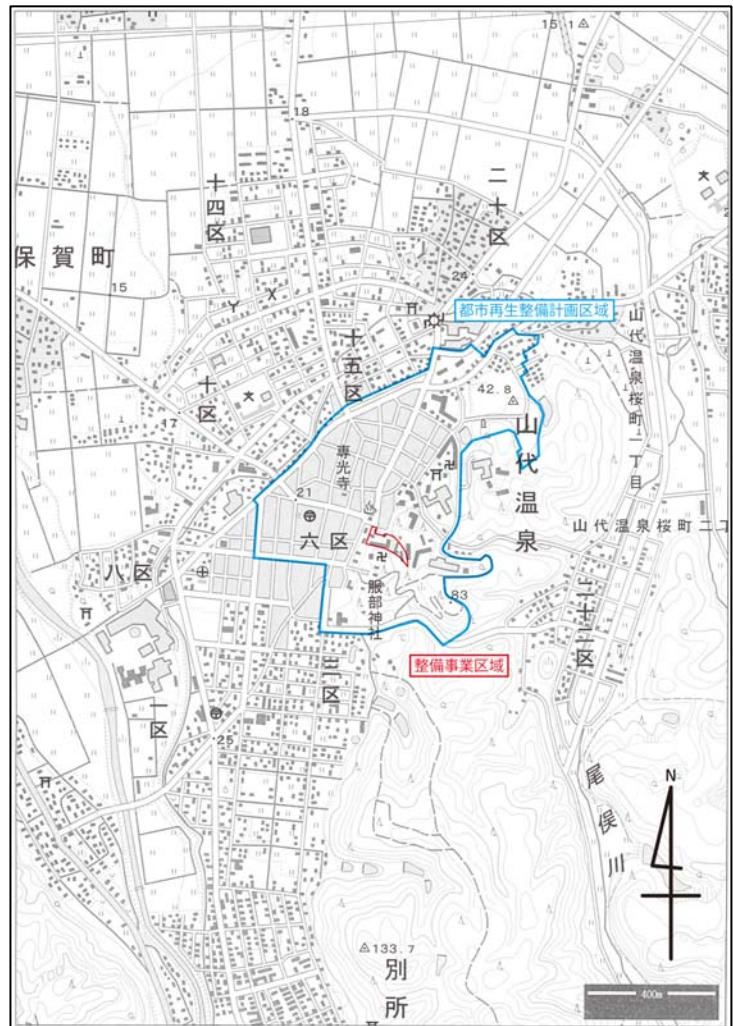 15.1
18
十四区
二十区
保賀町
15
24
都市再生整備計画区域
山代温泉桜町一丁目
十五区
十区
42.8
山代温泉
17
専光寺
21
六区
山代温泉桜町二丁
八区
83
服部神社
二十二区
整備事業区域
一区
25
尾俣川
N
133.7
別所
400m